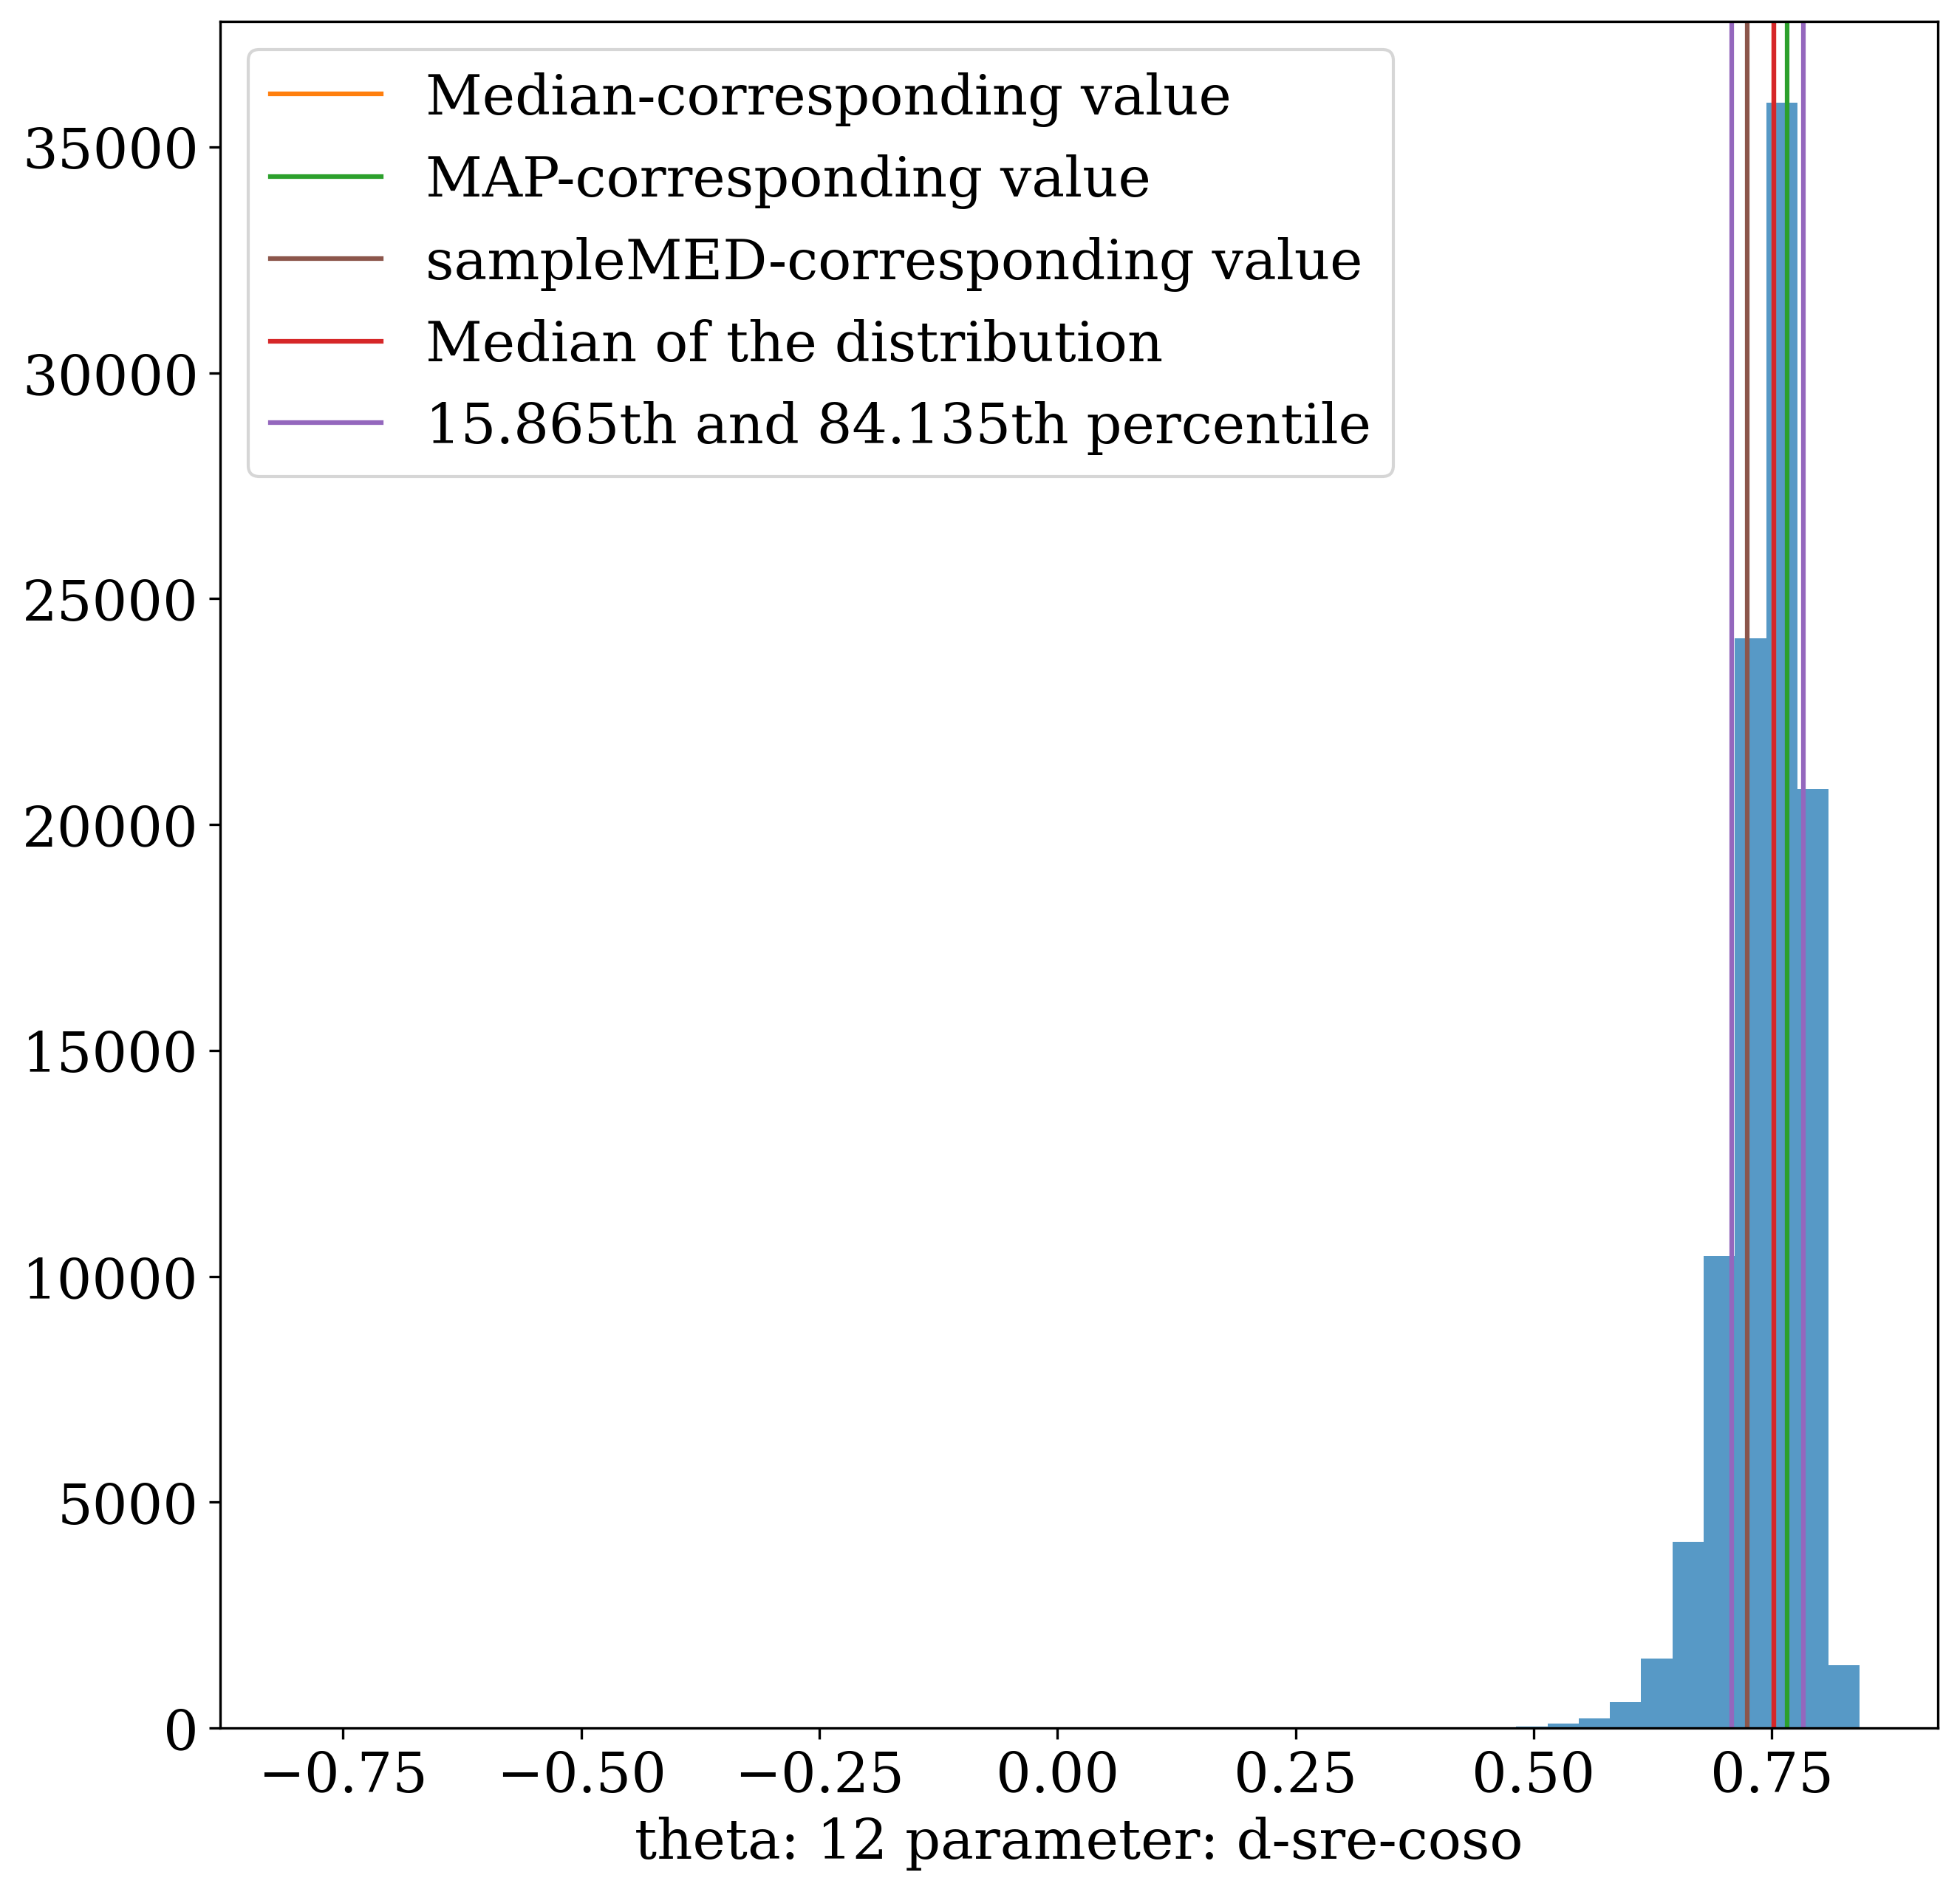 Median-corresponding value
MAP-corresponding value
sampleMED-corresponding value
Median of the distribution
15.865th and 84.135th percentile
35000
30000
25000
20000
15000
10000
5000
0
−0.75 −0.50 −0.25 0.00 0.25 0.50 0.75
theta: 12 parameter: d-sre-coso